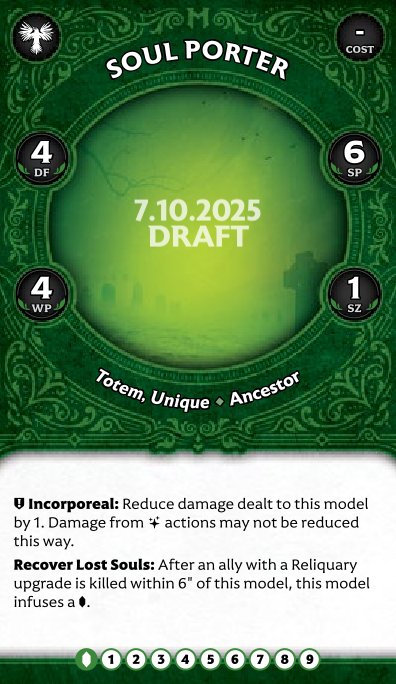 -
COST
SOUL PORTER
4
DF
6
SP
7.10.2025
DRAFT
4
WP
1
SZ
Totem, Unique ◆ Ancestor
Incorporeal: Reduce damage dealt to this model
by 1. Damage from actions may not be reduced
this way.
Recover Lost Souls: After an ally with a Reliquary
upgrade is killed within 6" of this model, this model
infuses a .
1 2 3 4 5 6 7 8 9